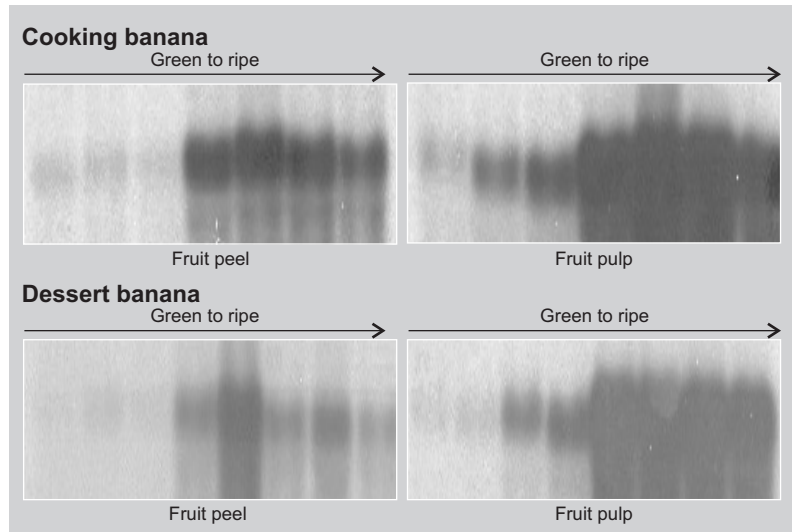 Cooking banana
Green to ripe
Green to ripe
Fruit peel
Fruit pulp
Dessert banana
Green to ripe
Green to ripe
Fruit peel
Fruit pulp